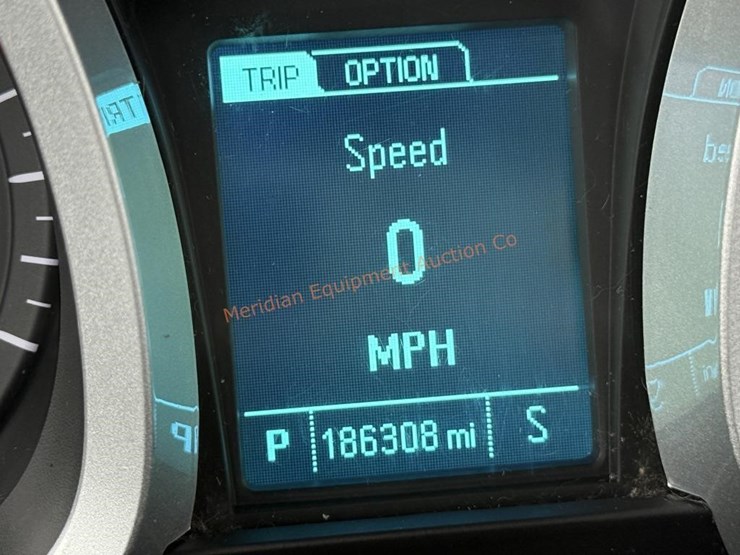 TRIP OPTION
Speed
0
Meridian Equipment Auction Co
MPH
P 186308 mi S